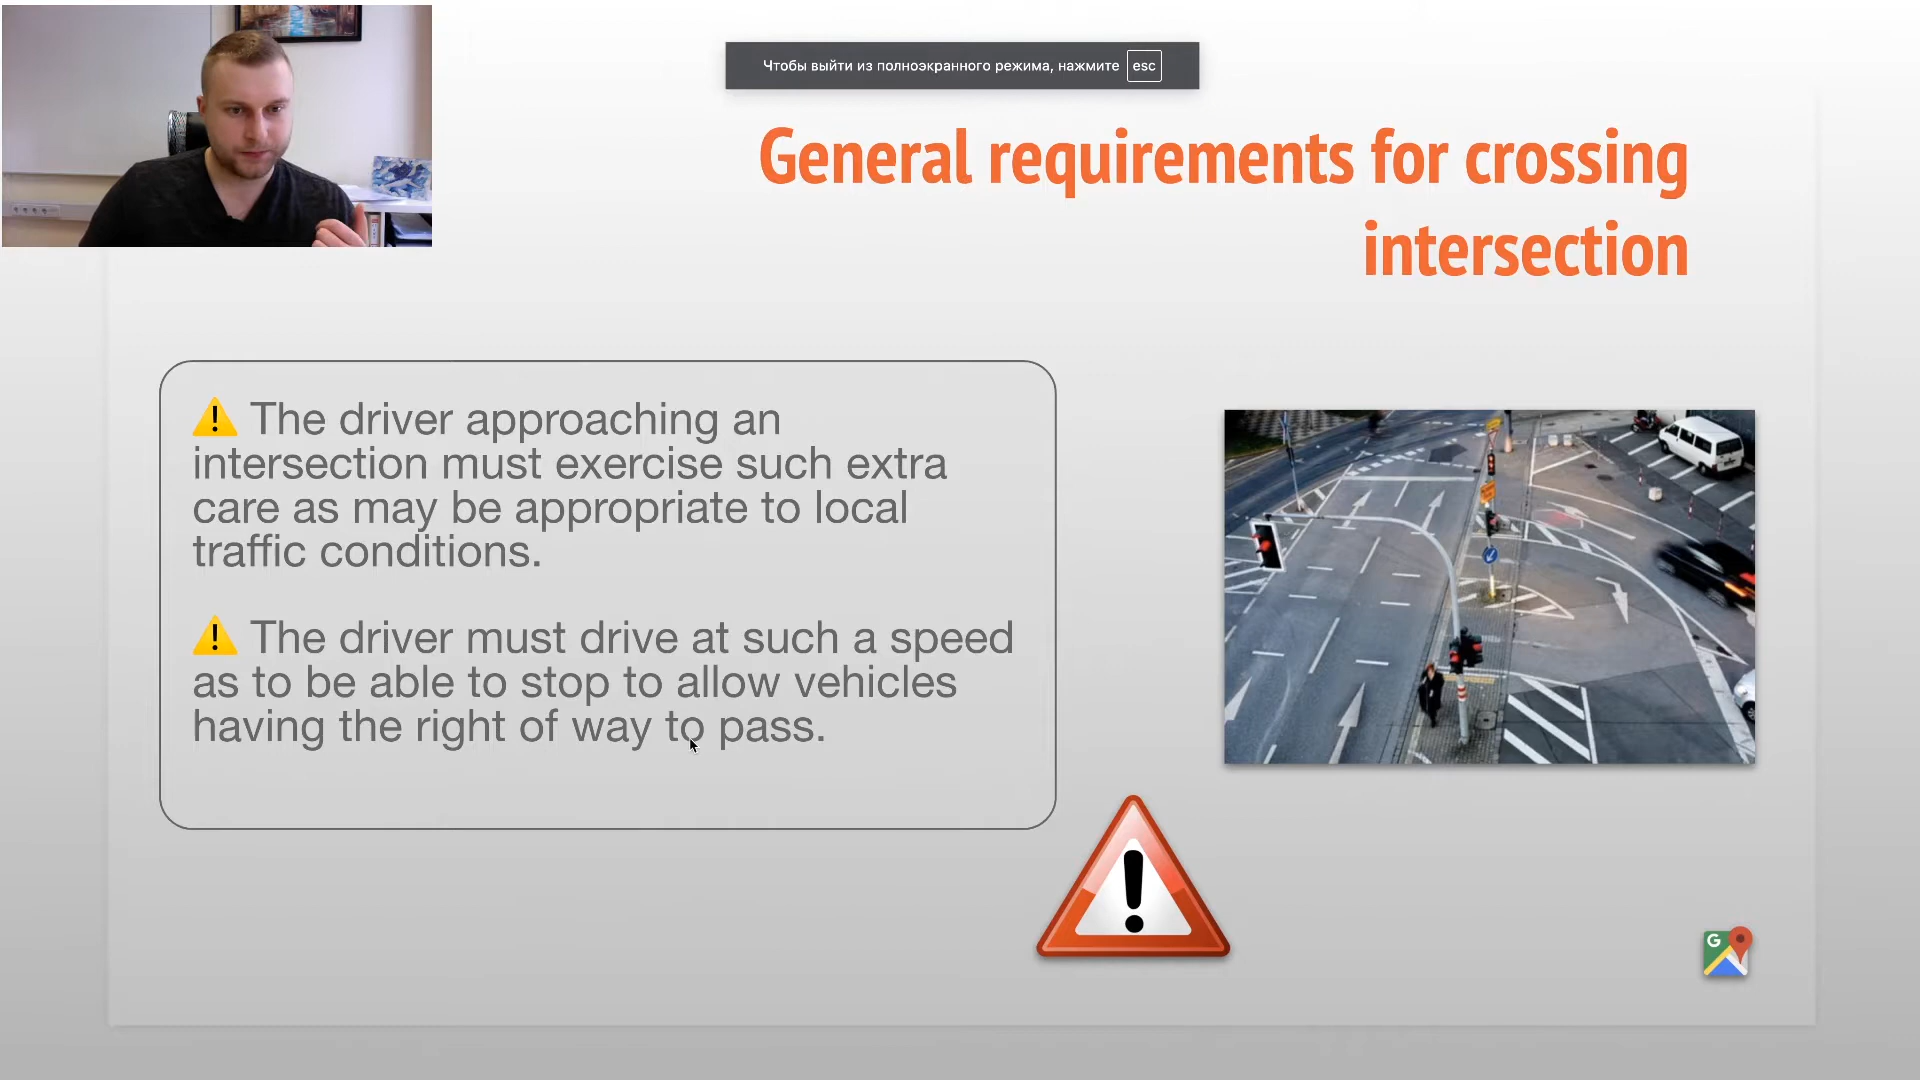 Чтобы выйти из полноэкранного режима, нажмите esc
General requirements for crossing
intersection
⚠️ The driver approaching an
intersection must exercise such extra
care as may be appropriate to local
traffic conditions.
⚠️ The driver must drive at such a speed
as to be able to stop to allow vehicles
having the right of way to pass.
G